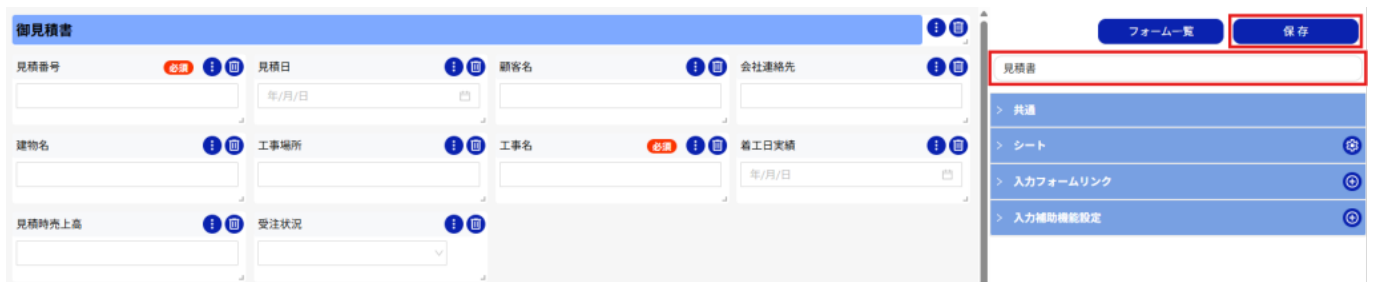 御見積書
フォーム一覧
保存
見積書
見積番号 必須
見積日
顧客名
会社連絡先
年/月/日
共通
建物名
工事場所
工事名 必須
着工日実績
シート
年/月/日
入力フォームリンク
見積時売上高
受注状況
入力補助機能設定